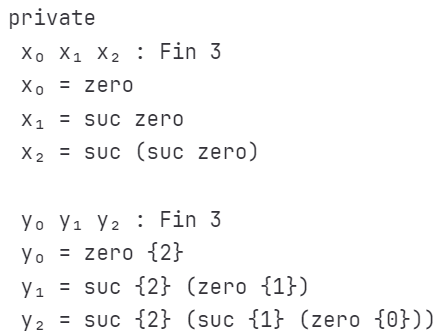 private
 x₀ x₁ x₂ : Fin 3
 x₀ = zero
 x₁ = suc zero
 x₂ = suc (suc zero)

 y₀ y₁ y₂ : Fin 3
 y₀ = zero {2}
 y₁ = suc {2} (zero {1})
 y₂ = suc {2} (suc {1} (zero {0}))